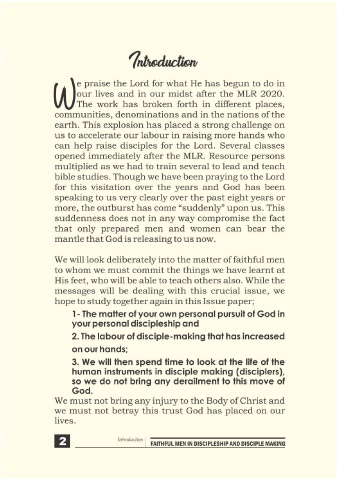 Introduction
We praise the Lord for what He has begun to do in
our lives and in our midst after the MLR 2020.
The work has broken forth in different places,
communities, denominations and in the nations of the
earth. This explosion has placed a strong challenge on
us to accelerate our labour in raising more hands who
can help raise disciples for the Lord. Several classes
opened immediately after the MLR. Resource persons
multiplied as we had to train several to lead and teach
bible studies. Though we have been praying to the Lord
for this visitation over the years and God has been
speaking to us very clearly over the past eight years or
more, the outburst has come “suddenly” upon us. This
suddenness does not in any way compromise the fact
that only prepared men and women can bear the
mantle that God is releasing to us now.
We will look deliberately into the matter of faithful men
to whom we must commit the things we have learnt at
His feet, who will be able to teach others also. While the
messages will be dealing with this crucial issue, we
hope to study together again in this Issue paper;
1- The matter of your own personal pursuit of God in
your personal discipleship and
2. The labour of disciple-making that has increased
on our hands;
3. We will then spend time to look at the life of the
human instruments in disciple making (disciplers),
so we do not bring any derailment to this move of
God.
We must not bring any injury to the Body of Christ and
we must not betray this trust God has placed on our
lives.
2 Introduction FAITHFUL MEN IN DISCIPLESHIP AND DISCIPLE MAKING